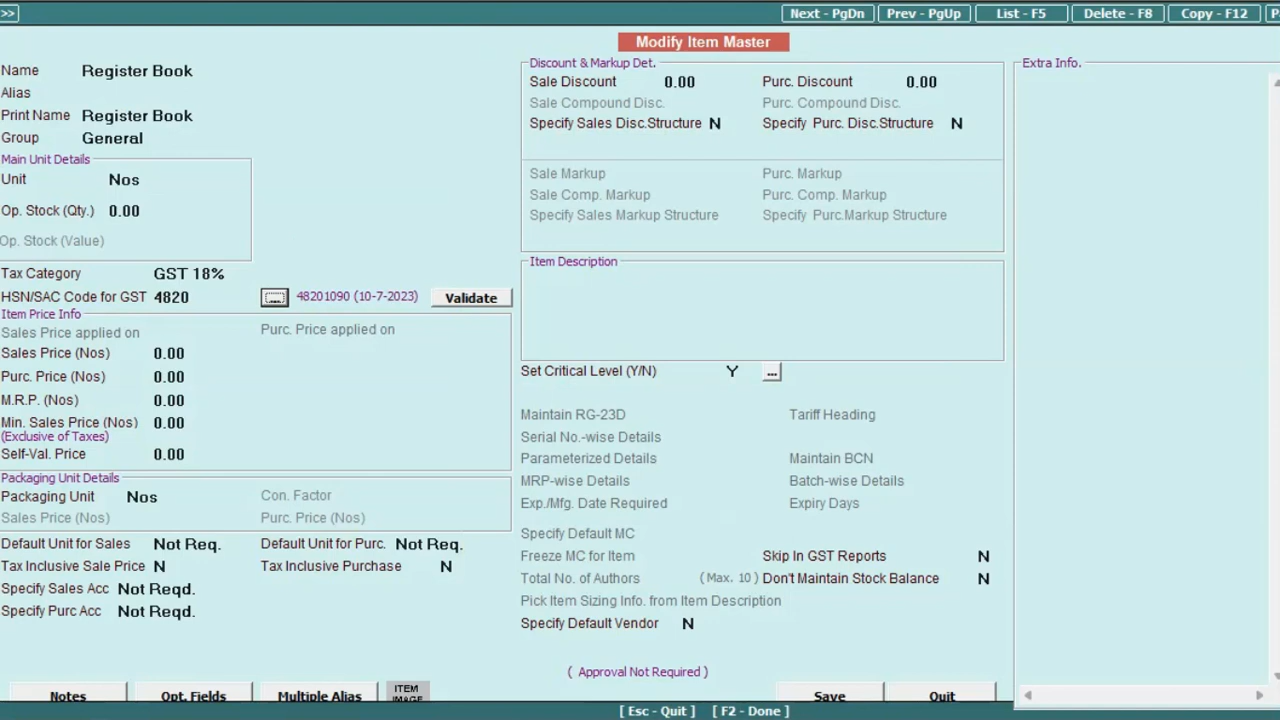 >> Next - PgDn Prev - PgUp List - F5 Delete - F8 Copy - F12
Modify Item Master
Name Register Book
Alias
Print Name Register Book
Group General
Main Unit Details
Unit Nos
Op. Stock (Qty.) 0.00
Op. Stock (Value)
Tax Category GST 18%
HSN/SAC Code for GST 4820 ... 48201090 (10-7-2023) Validate
Item Price Info
Sales Price applied on Purc. Price applied on
Sales Price (Nos) 0.00
Purc. Price (Nos) 0.00
M.R.P. (Nos) 0.00
Min. Sales Price (Nos) 0.00
(Exclusive of Taxes)
Self-Val. Price 0.00
Packaging Unit Details
Packaging Unit Nos Con. Factor
Sales Price (Nos) Purc. Price (Nos)
Default Unit for Sales Not Req. Default Unit for Purc. Not Req.
Tax Inclusive Sale Price N Tax Inclusive Purchase N
Specify Sales Acc Not Reqd.
Specify Purc Acc Not Reqd.
Discount & Markup Det.
Sale Discount 0.00 Purc. Discount 0.00
Sale Compound Disc. Purc. Compound Disc.
Specify Sales Disc.Structure N Specify Purc. Disc.Structure N
Sale Markup Purc. Markup
Sale Comp. Markup Purc. Comp. Markup
Specify Sales Markup Structure Specify Purc.Markup Structure
Item Description
Set Critical Level (Y/N) Y ...
Maintain RG-23D Tariff Heading
Serial No.-wise Details
Parameterized Details Maintain BCN
MRP-wise Details Batch-wise Details
Exp./Mfg. Date Required Expiry Days
Specify Default MC
Freeze MC for Item Skip In GST Reports N
Total No. of Authors (Max. 10) Don't Maintain Stock Balance N
Pick Item Sizing Info. from Item Description
Specify Default Vendor N
Extra Info.
( Approval Not Required )
Notes Opt. Fields Multiple Alias ITEM IMAGE Save Quit
[ Esc - Quit ] [ F2 - Done ]